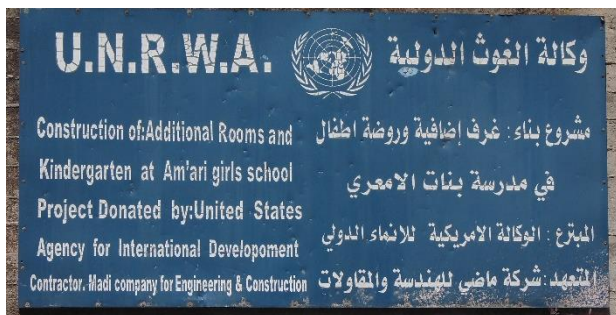 U.N.R.W.A.
وكالة الغوث الدولية
Construction of:Additional Rooms and
Kindergarten at Am'ari girls school
Project Donated by:United States
Agency for International Developoment
Contractor. Madi company for Engineering & Construction
مشروع بناء : غرف إضافية وروضة اطفال
في مدرسة بنات الامعري
المتبرع : الوكالة الامريكية للانماء الدولي
المتعهد : شركة ماضي للهندسة والمقاولات